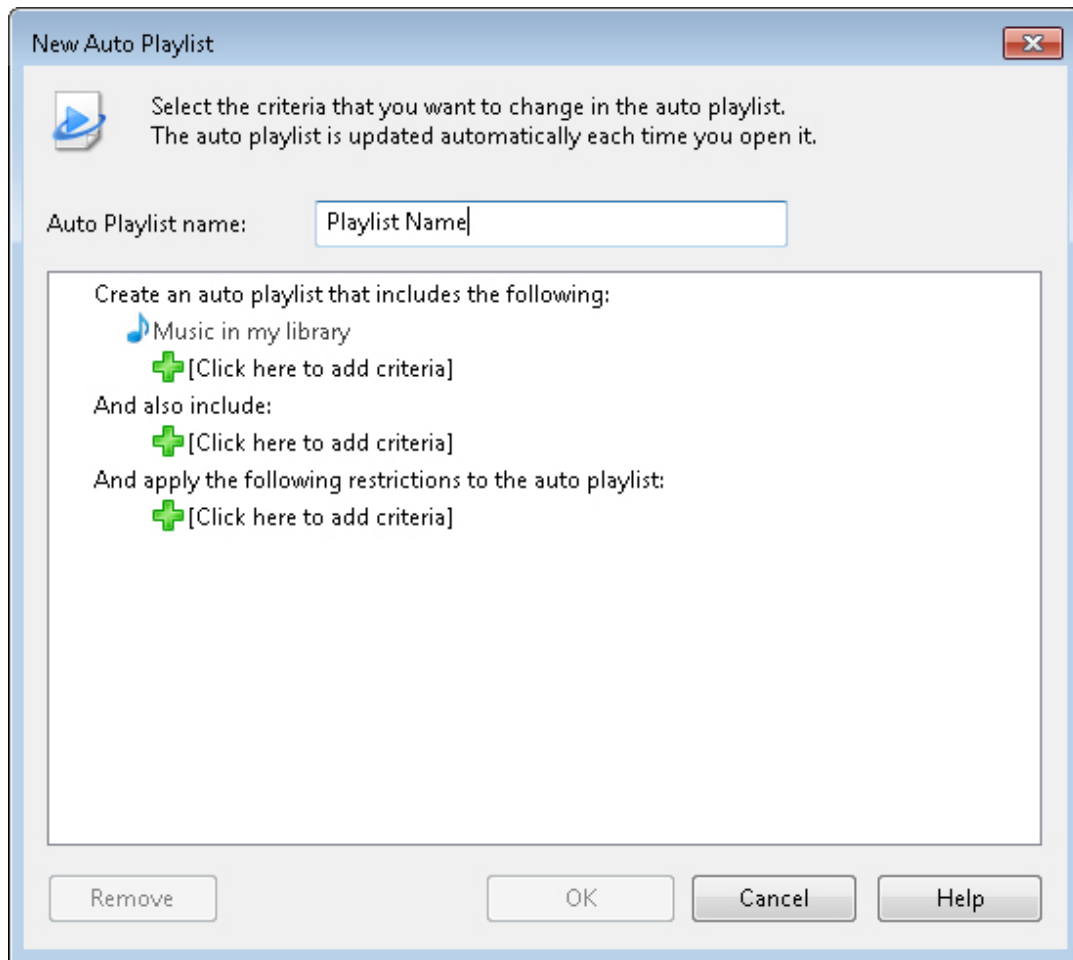 New Auto Playlist
Select the criteria that you want to change in the auto playlist.
The auto playlist is updated automatically each time you open it.
Auto Playlist name: Playlist Name
Create an auto playlist that includes the following:
Music in my library
[Click here to add criteria]
And also include:
[Click here to add criteria]
And apply the following restrictions to the auto playlist:
[Click here to add criteria]
Remove OK Cancel Help